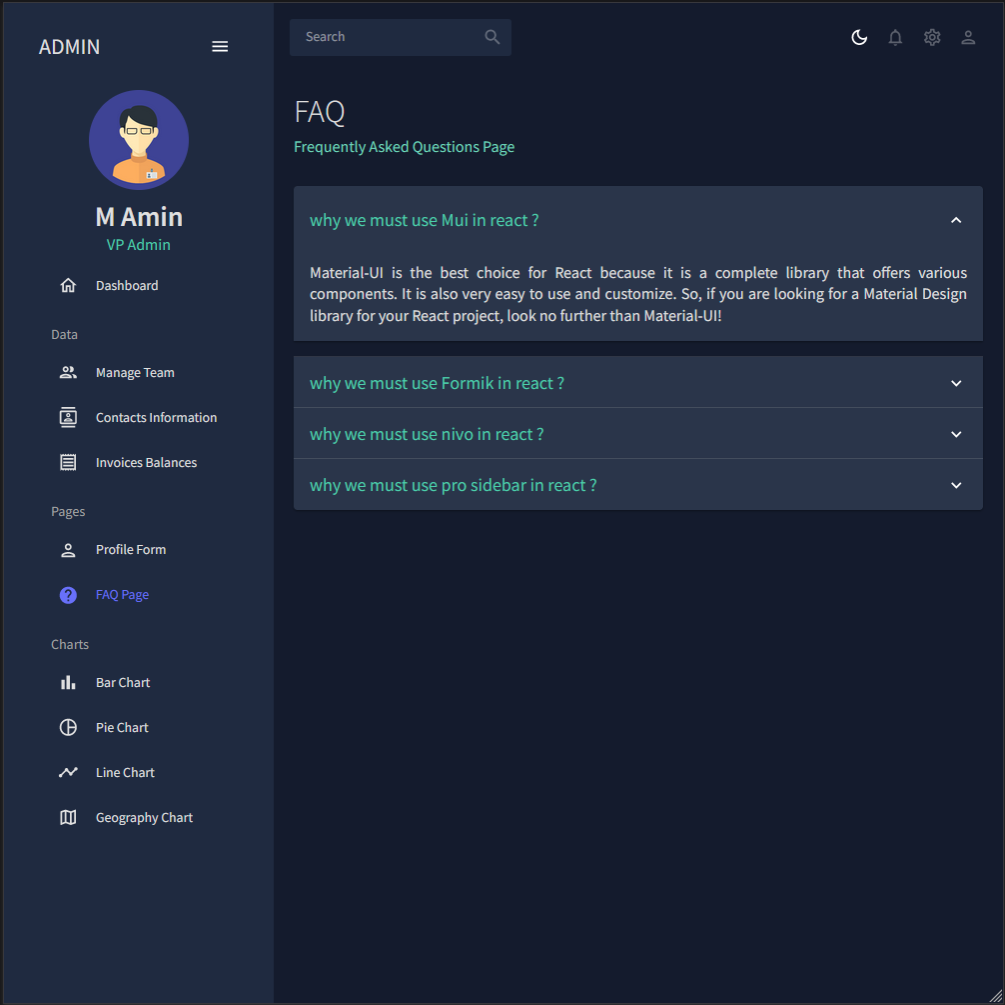 ADMIN
M Amin
VP Admin
Dashboard
Data
Manage Team
Contacts Information
Invoices Balances
Pages
Profile Form
FAQ Page
Charts
Bar Chart
Pie Chart
Line Chart
Geography Chart
Search
FAQ
Frequently Asked Questions Page
why we must use Mui in react ?
Material-UI is the best choice for React because it is a complete library that offers various
components. It is also very easy to use and customize. So, if you are looking for a Material Design
library for your React project, look no further than Material-UI!
why we must use Formik in react ?
why we must use nivo in react ?
why we must use pro sidebar in react ?